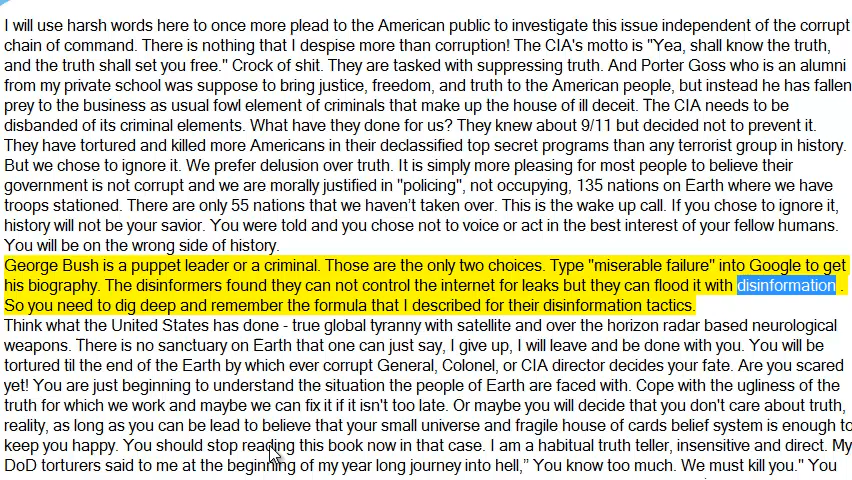 I will use harsh words here to once more plead to the American public to investigate this issue independent of the corrupt
chain of command. There is nothing that I despise more than corruption! The CIA's motto is "Yea, shall know the truth,
and the truth shall set you free." Crock of shit. They are tasked with suppressing truth. And Porter Goss who is an alumni
from my private school was suppose to bring justice, freedom, and truth to the American people, but instead he has fallen
prey to the business as usual fowl element of criminals that make up the house of ill deceit. The CIA needs to be
disbanded of its criminal elements. What have they done for us? They knew about 9/11 but decided not to prevent it.
They have tortured and killed more Americans in their declassified top secret programs than any terrorist group in history.
But we chose to ignore it. We prefer delusion over truth. It is simply more pleasing for most people to believe their
government is not corrupt and we are morally justified in "policing", not occupying, 135 nations on Earth where we have
troops stationed. There are only 55 nations that we haven’t taken over. This is the wake up call. If you chose to ignore it,
history will not be your savior. You were told and you chose not to voice or act in the best interest of your fellow humans.
You will be on the wrong side of history.
George Bush is a puppet leader or a criminal. Those are the only two choices. Type "miserable failure" into Google to get
his biography. The disinformers found they can not control the internet for leaks but they can flood it with disinformation .
So you need to dig deep and remember the formula that I described for their disinformation tactics.
Think what the United States has done - true global tyranny with satellite and over the horizon radar based neurological
weapons. There is no sanctuary on Earth that one can just say, I give up, I will leave and be done with you. You will be
tortured til the end of the Earth by which ever corrupt General, Colonel, or CIA director decides your fate. Are you scared
yet! You are just beginning to understand the situation the people of Earth are faced with. Cope with the ugliness of the
truth for which we work and maybe we can fix it if it isn't too late. Or maybe you will decide that you don't care about truth,
reality, as long as you can be lead to believe that your small universe and fragile house of cards belief system is enough to
keep you happy. You should stop reading this book now in that case. I am a habitual truth teller, insensitive and direct. My
DoD torturers said to me at the beginning of my year long journey into hell,” You know too much. We must kill you." You